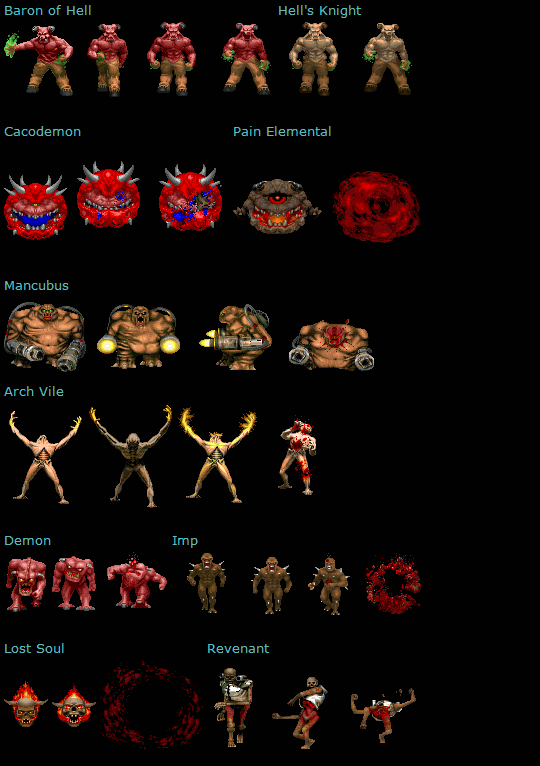 Baron of Hell
Hell's Knight
Cacodemon
Pain Elemental
Mancubus
Arch Vile
Demon
Imp
Lost Soul
Revenant